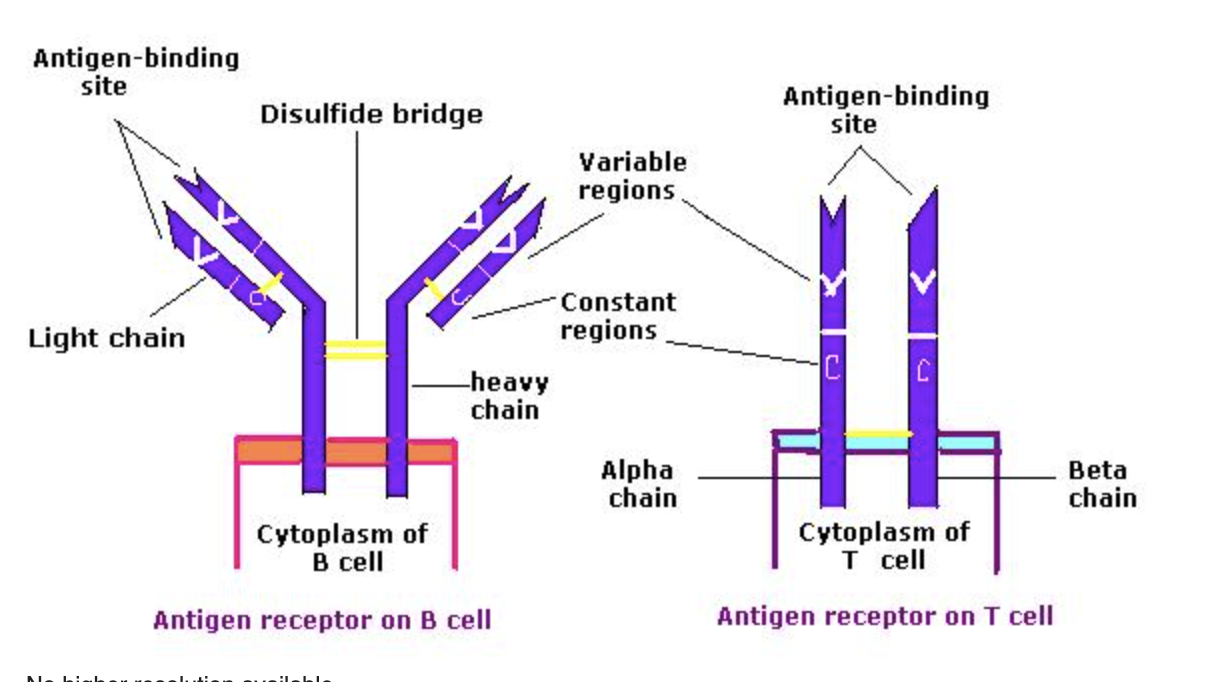 Antigen-binding
site
Disulfide bridge
Light chain
heavy
chain
Cytoplasm of
B cell
Antigen receptor on B cell
Variable
regions
Constant
regions
Antigen-binding
site
Alpha
chain
Beta
chain
Cytoplasm of
T cell
Antigen receptor on T cell
V
V
C
V
C
V
C
No higher resolution available